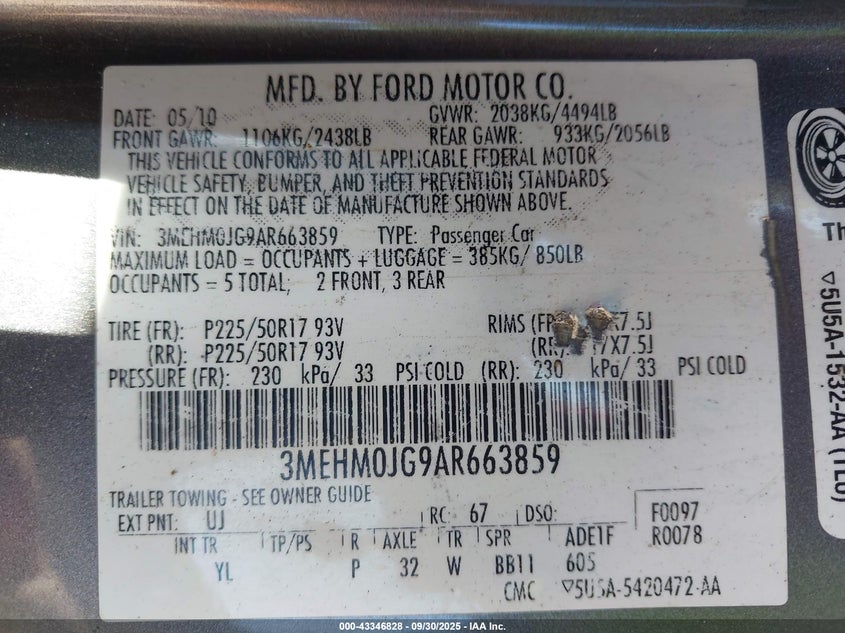 MFD. BY FORD MOTOR CO.
DATE: 05/10 GVWR: 2038KG/4494LB
FRONT GAWR: 1106KG/2438LB REAR GAWR: 933KG/2056LB
THIS VEHICLE CONFORMS TO ALL APPLICABLE FEDERAL MOTOR
VEHICLE SAFETY, BUMPER, AND THEFT PREVENTION STANDARDS
IN EFFECT ON THE DATE OF MANUFACTURE SHOWN ABOVE.
VIN: 3MEHM0JG9AR663859 TYPE: Passenger Car
MAXIMUM LOAD = OCCUPANTS + LUGGAGE = 385KG/ 850LB
OCCUPANTS = 5 TOTAL; 2 FRONT, 3 REAR
TIRE (FR): P225/50R17 93V RIMS X7.5J
(RR): P225/50R17 93V 7/X7.5J
PRESSURE (FR): 230 kPa/ 33 PSI COLD (RR): 230 kPa/ 33 PSI COLD
3MEHM0JG9AR663859
TRAILER TOWING - SEE OWNER GUIDE
EXT PNT: UJ RC: 67 DSO: F0097
INT TR TP/PS R AXLE TR SPR ADE1F R0078
YL P 32 W BB11 605
CMC ▽5U5A-5420472-AA
Th
▽5U5A-1532-AA (TL0)
000-43346828 - 09/30/2025 - IAA Inc.